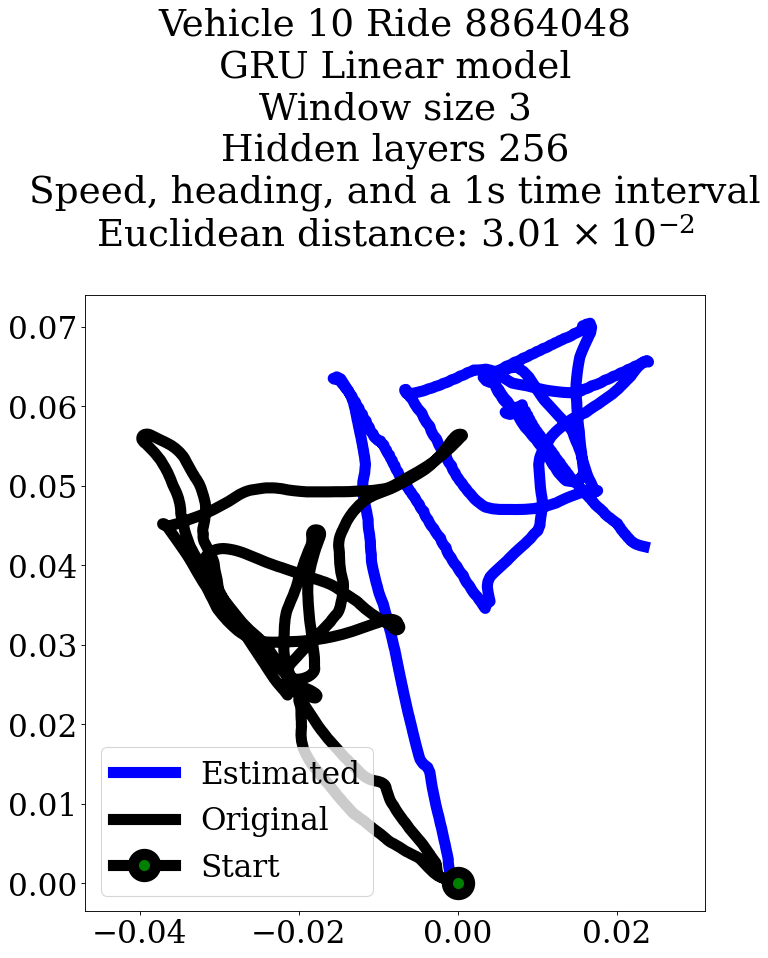 Vehicle 10 Ride 8864048
GRU Linear model
Window size 3
Hidden layers 256
Speed, heading, and a 1s time interval
Euclidean distance: 3.01 × 10⁻²
0.07
0.06
0.05
0.04
0.03
0.02
0.01
0.00
Estimated
Original
Start
−0.04
−0.02
0.00
0.02